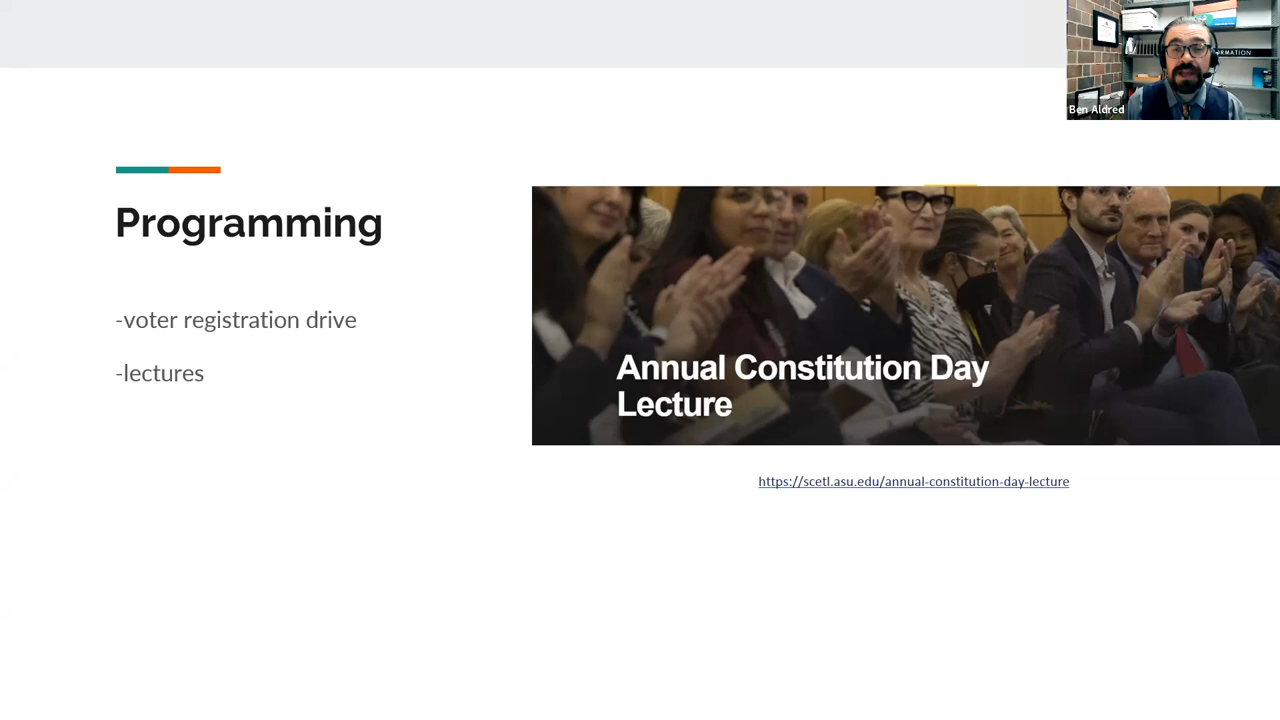 RMATION
Ben Aldred
Programming
-voter registration drive
-lectures
Annual Constitution Day
Lecture
https://scetl.asu.edu/annual-constitution-day-lecture